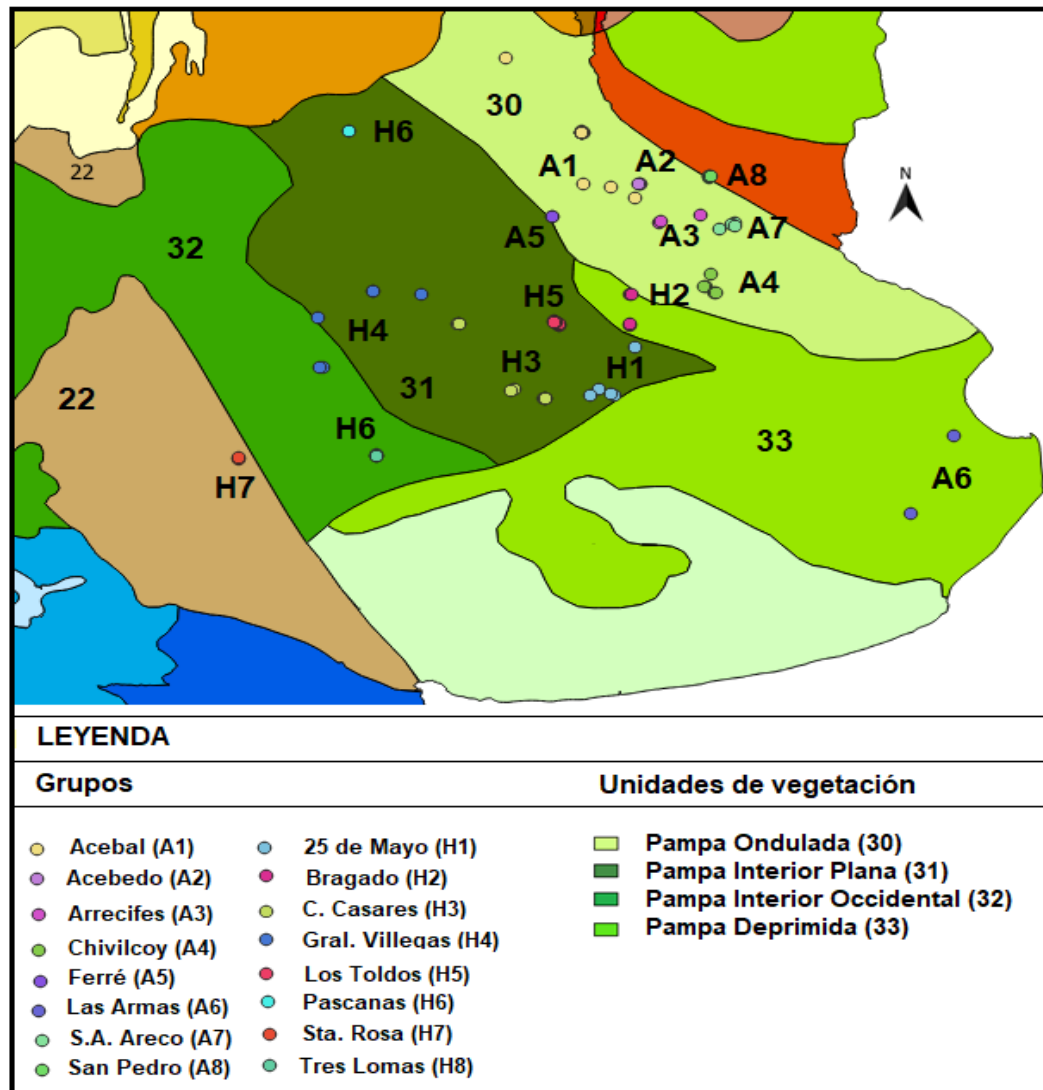 N
30
H6
A1
A2
A8
22
A5
A3
A7
32
H5
H2
A4
H4
H3
H1
31
22
H6
33
H7
A6
LEYENDA
Grupos
Acebal (A1)
Acebedo (A2)
Arrecifes (A3)
Chivilcoy (A4)
Ferré (A5)
Las Armas (A6)
S.A. Areco (A7)
San Pedro (A8)
25 de Mayo (H1)
Bragado (H2)
C. Casares (H3)
Gral. Villegas (H4)
Los Toldos (H5)
Pascanas (H6)
Sta. Rosa (H7)
Tres Lomas (H8)
Unidades de vegetación
Pampa Ondulada (30)
Pampa Interior Plana (31)
Pampa Interior Occidental (32)
Pampa Deprimida (33)